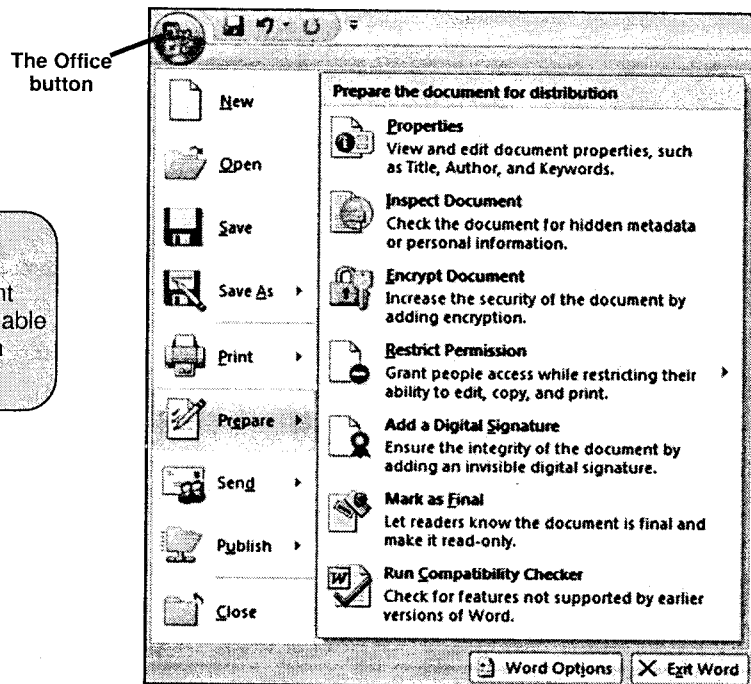 The Office
button
New
Open
Save
Save As
Print
Prepare
Send
Publish
Close
nt
able
Prepare the document for distribution
Properties
View and edit document properties, such
as Title, Author, and Keywords.
Inspect Document
Check the document for hidden metadata
or personal information.
Encrypt Document
Increase the security of the document by
adding encryption.
Restrict Permission
Grant people access while restricting their
ability to edit, copy, and print.
Add a Digital Signature
Ensure the integrity of the document by
adding an invisible digital signature.
Mark as Final
Let readers know the document is final and
make it read-only.
Run Compatibility Checker
Check for features not supported by earlier
versions of Word.
Word Options
Exit Word